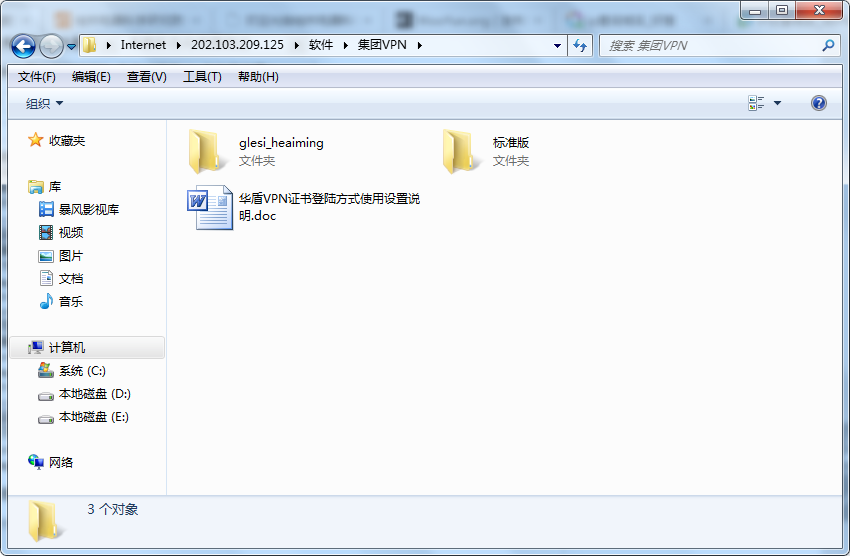 Internet 202.103.209.125 软件 集团VPN
搜索 集团VPN
文件(F) 编辑(E) 查看(V) 工具(T) 帮助(H)
组织
收藏夹
库
暴风影视库
视频
图片
文档
音乐
计算机
系统 (C:)
本地磁盘 (D:)
本地磁盘 (E:)
网络
glesi_heaiming
文件夹
标准版
文件夹
华盾VPN证书登陆方式使用设置说
明.doc
3 个对象